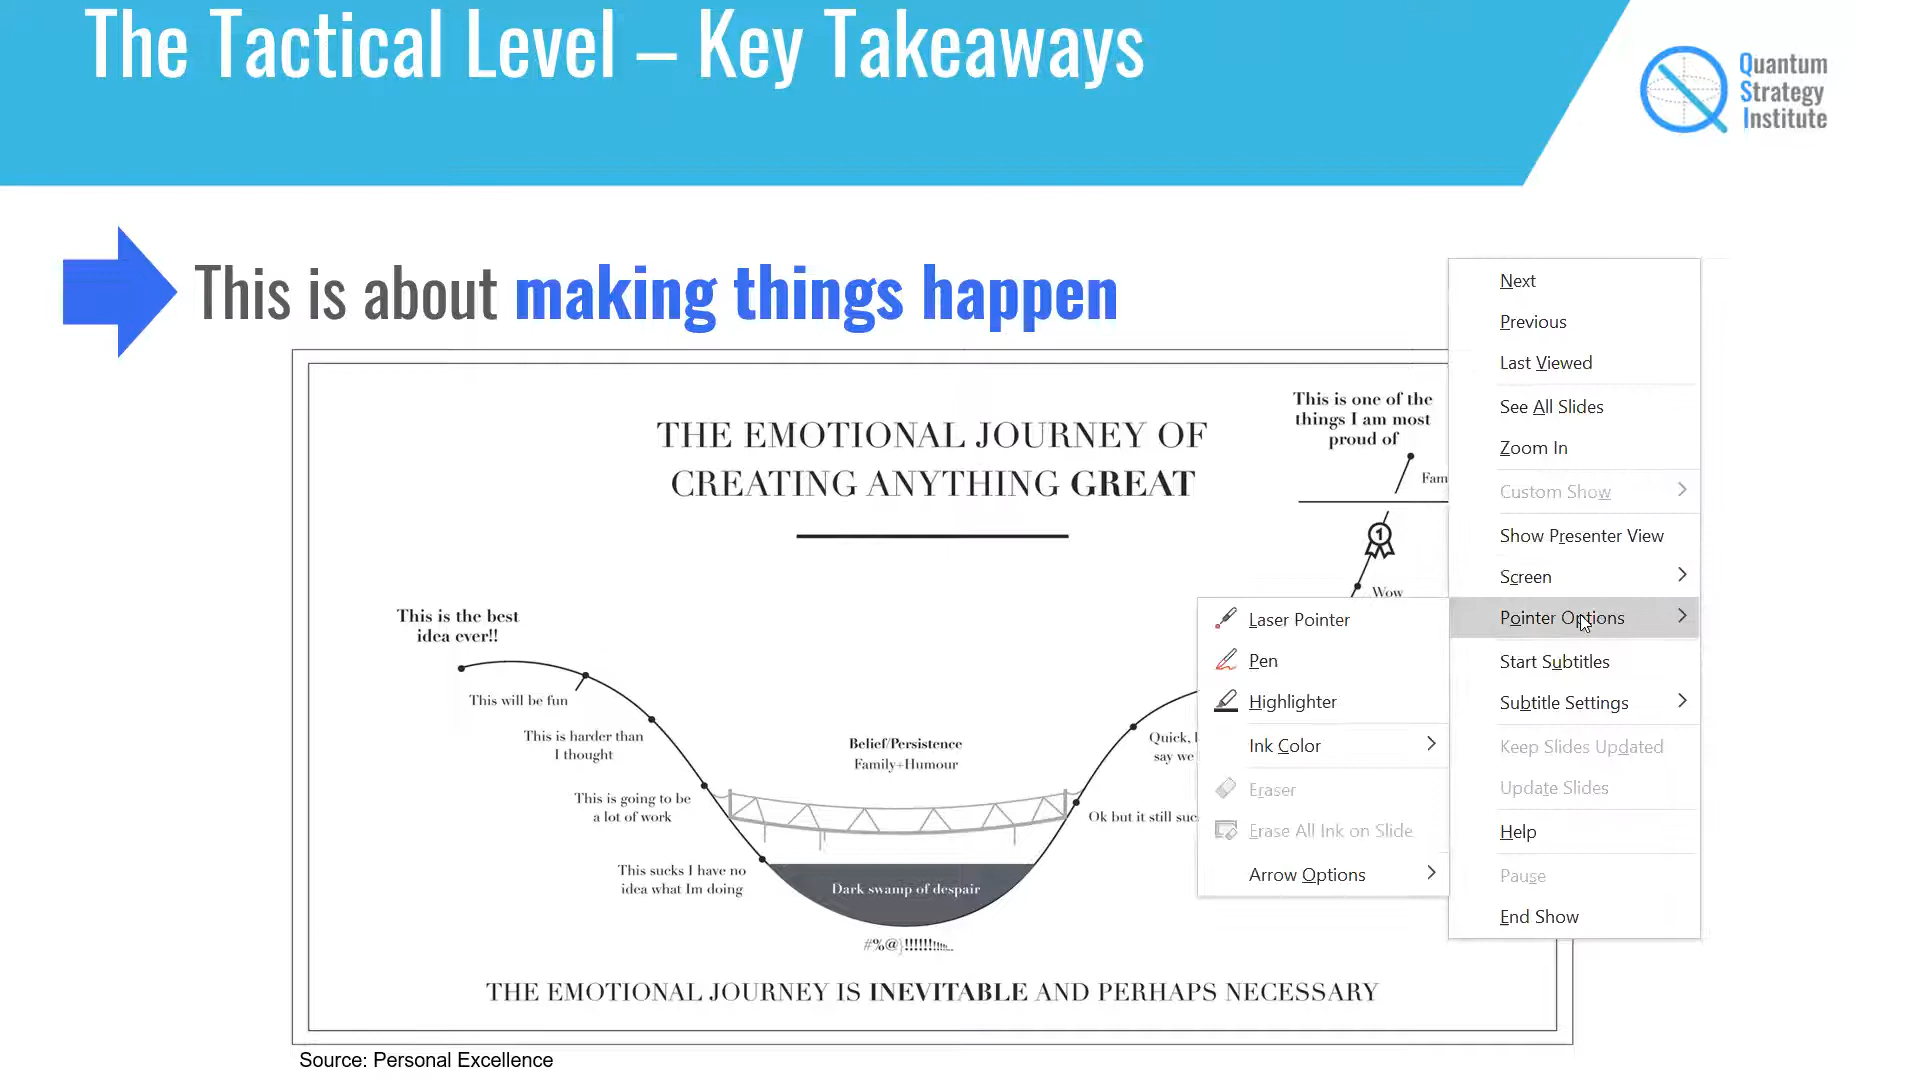 The Tactical Level – Key Takeaways
Quantum
Strategy
Institute
This is about making things happen
THE EMOTIONAL JOURNEY OF
CREATING ANYTHING GREAT
This is one of the
things I am most
proud of
Wow
This is the best
idea ever!!
This will be fun
This is harder than
I thought
This is going to be
a lot of work
This sucks I have no
idea what Im doing
Belief/Persistence
Family+Humour
Dark swamp of despair
Quick,
say we
Ok but it still
THE EMOTIONAL JOURNEY IS INEVITABLE AND PERHAPS NECESSARY
Source: Personal Excellence
Next
Previous
Last Viewed
See All Slides
Zoom In
Custom Show
Show Presenter View
Screen
Pointer Options
Start Subtitles
Subtitle Settings
Keep Slides Updated
Update Slides
Help
Pause
End Show
Laser Pointer
Pen
Highlighter
Ink Color
Eraser
Erase All Ink on Slide
Arrow Options